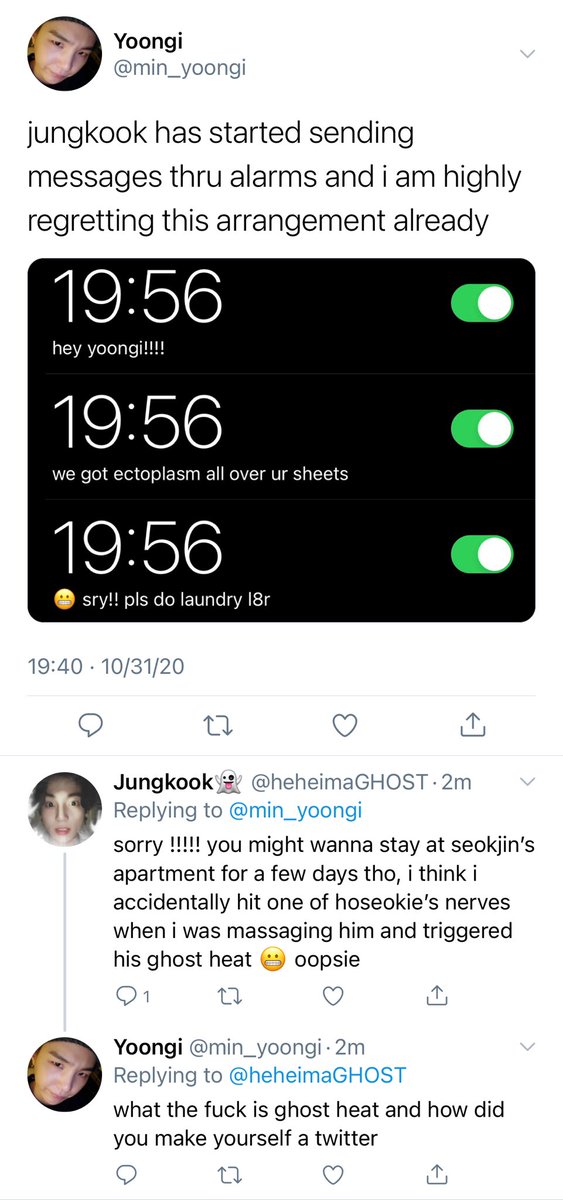 Yoongi
@min_yoongi
jungkook has started sending
messages thru alarms and i am highly
regretting this arrangement already
19:56
hey yoongi!!!!
19:56
we got ectoplasm all over ur sheets
19:56
😬 sry!! pls do laundry l8r
19:40 · 10/31/20
Jungkook👻 @heheimaGHOST · 2m
Replying to @min_yoongi
sorry !!!!! you might wanna stay at seokjin's
apartment for a few days tho, i think i
accidentally hit one of hoseokie's nerves
when i was massaging him and triggered
his ghost heat 😬 oopsie
1
Yoongi @min_yoongi · 2m
Replying to @heheimaGHOST
what the fuck is ghost heat and how did
you make yourself a twitter